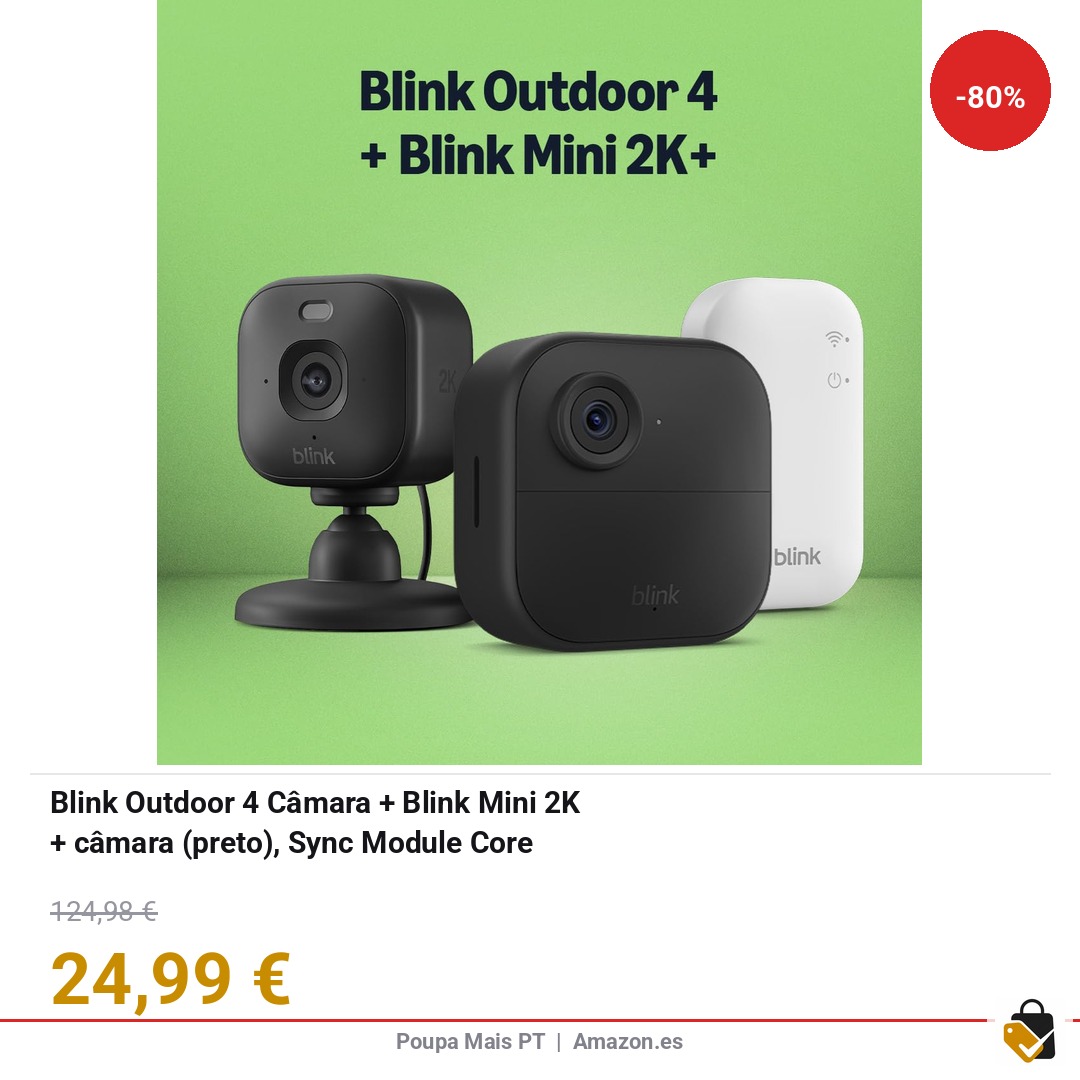 Blink Outdoor 4
+ Blink Mini 2K+
-80%
2K
blink
blink
blink
Blink Outdoor 4 Câmara + Blink Mini 2K
+ câmara (preto), Sync Module Core
124,98 €
24,99 €
Poupa Mais PT | Amazon.es